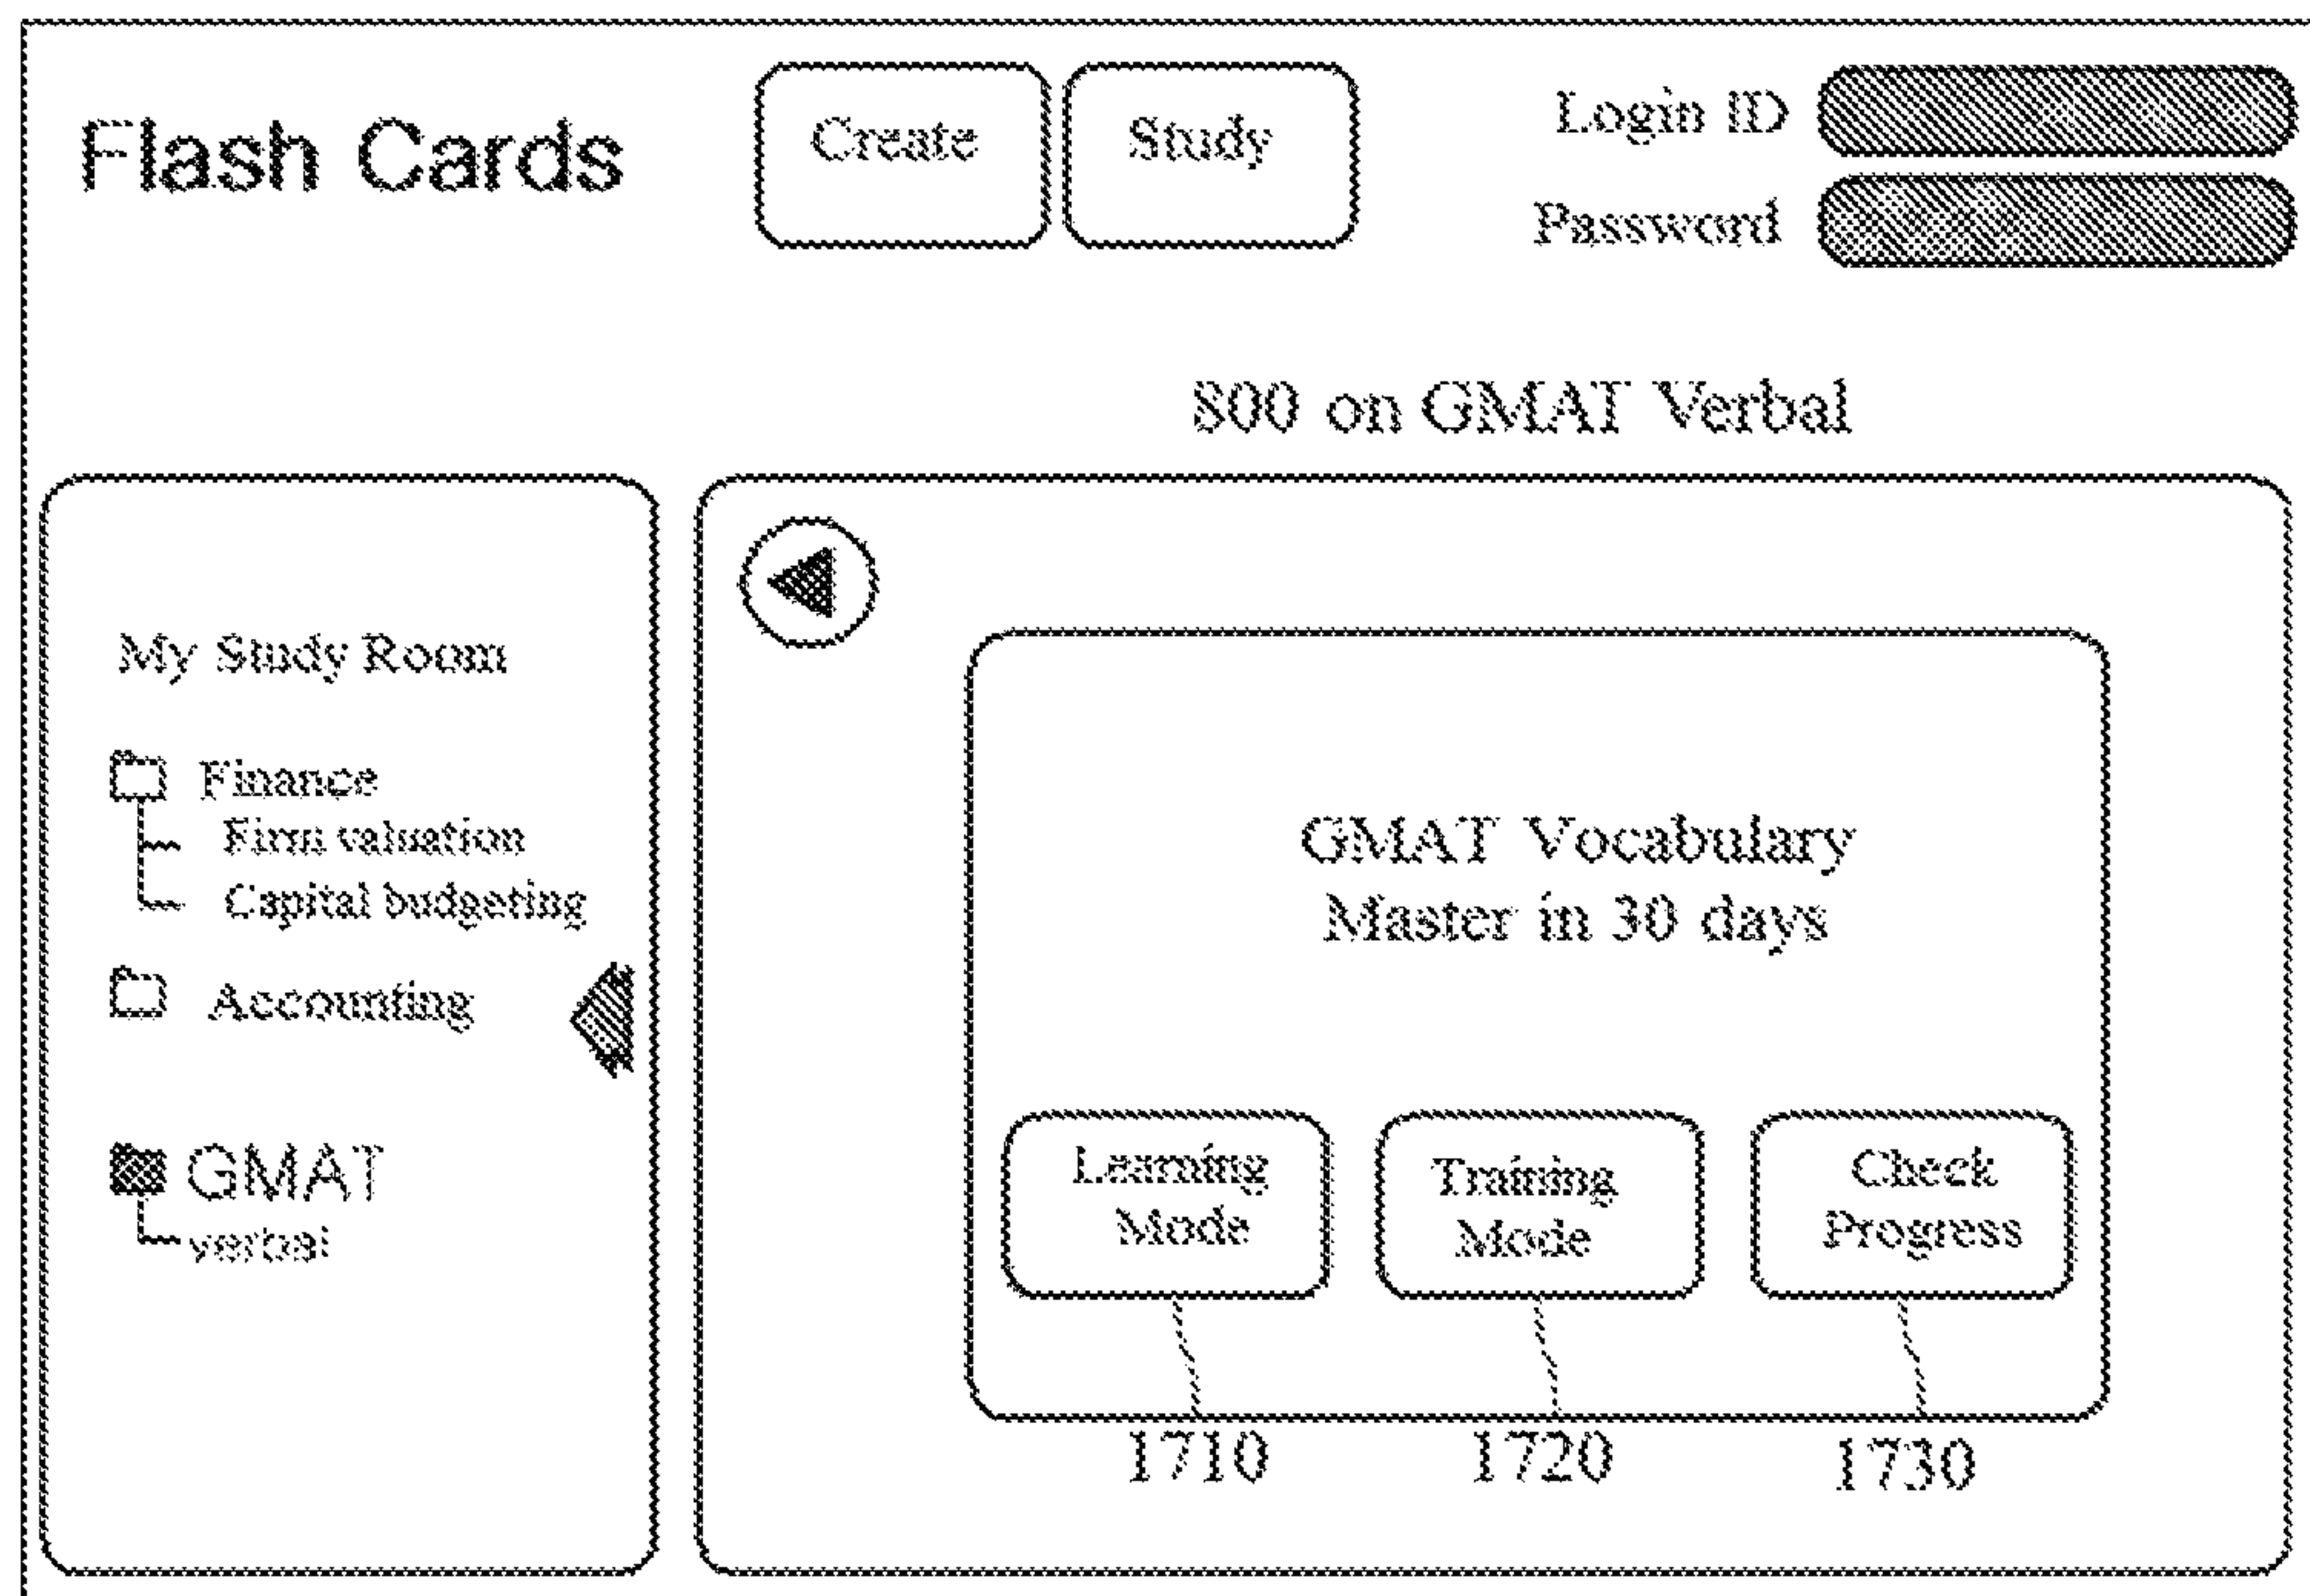 Flash Cards
Create
Study
Login ID
Password
800 on GMAT Verbal
My Study Room
Finance
Firm valuation
Capital budgeting
Accounting
GMAT
verbal
GMAT Vocabulary
Master in 30 days
Learning
Mode
Training
Mode
Check
Progress
1710
1720
1730